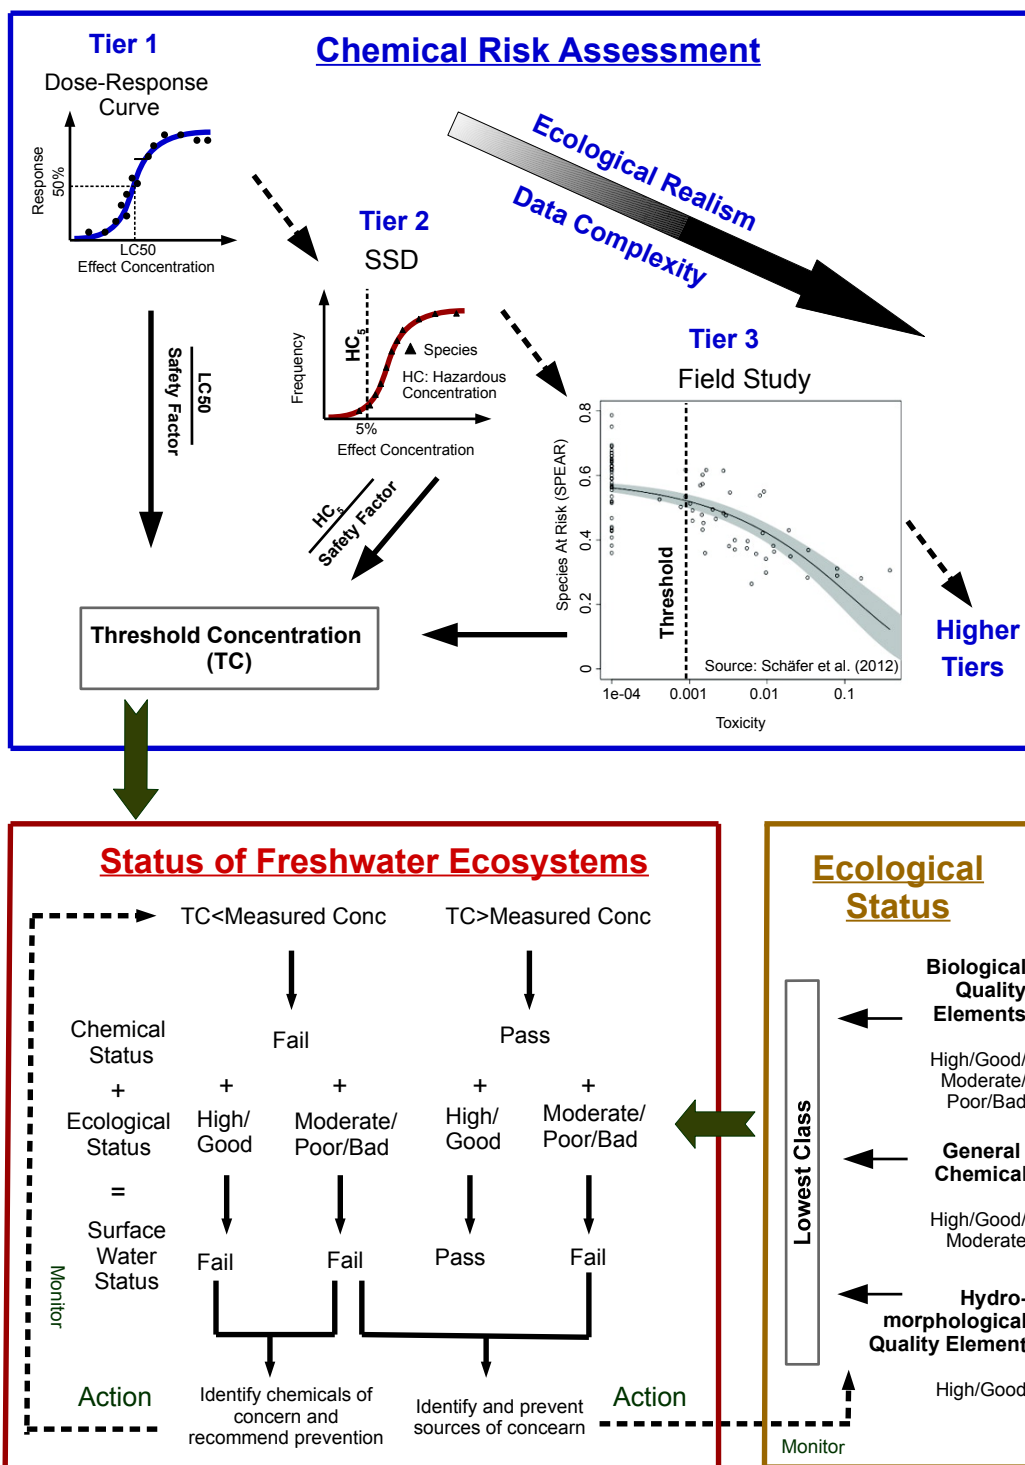 Chemical Risk Assessment
Tier 1
Dose-Response
Curve
Response
50%
LC50
Effect Concentration
Ecological Realism
Data Complexity
Tier 2
SSD
Frequency
HC5
Species
HC: Hazardous
Concentration
5%
Effect Concentration
Tier 3
Field Study
Species At Risk (SPEAR)
0.8
0.6
0.4
0.2
0
Threshold
Source: Schäfer et al. (2012)
1e-04
0.001
0.01
0.1
Toxicity
LC50
Safety Factor
HC5
Safety Factor
Higher
Tiers
Threshold Concentration
(TC)
Status of Freshwater Ecosystems
TC<Measured Conc
TC>Measured Conc
Chemical
Status
Fail
Pass
+
+
+
+
+
Ecological
Status
High/
Good
Moderate/
Poor/Bad
High/
Good
Moderate/
Poor/Bad
=
Surface
Water
Status
Fail
Fail
Pass
Fail
Monitor
Action
Identify chemicals of
concern and
recommend prevention
Identify and prevent
sources of concearn
Action
Ecological
Status
Lowest Class
Biological
Quality
Elements
High/Good/
Moderate/
Poor/Bad
General
Chemical
High/Good/
Moderate
Hydro-
morphological
Quality Element
High/Good
Monitor